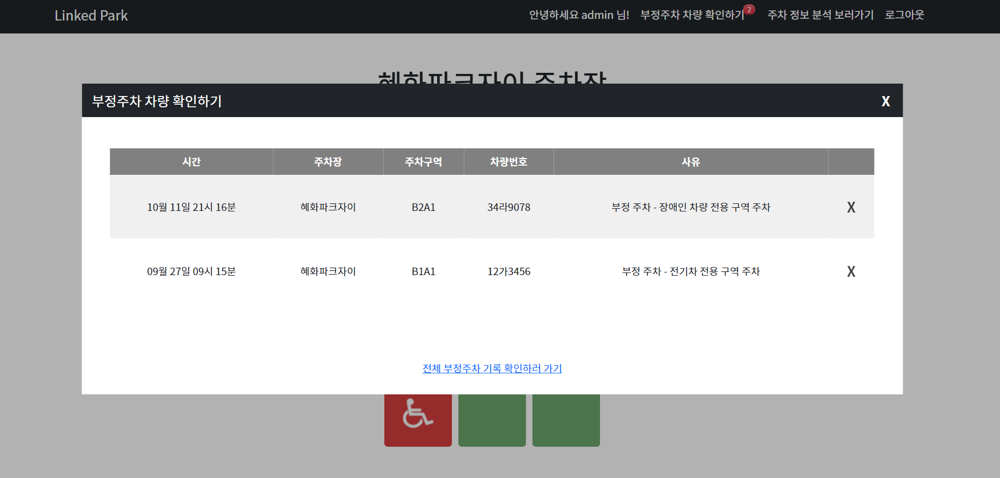 Linked Park 안녕하세요 admin 님! 부정주차 차량 확인하기 2 주차 정보 분석 보러가기 로그아웃
혜화파크자이 주차장
부정주차 차량 확인하기 X
시간 주차장 주차구역 차량번호 사유
10월 11일 21시 16분 혜화파크자이 B2A1 34라9078 부정 주차 - 장애인 차량 전용 구역 주차 X
09월 27일 09시 15분 혜화파크자이 B1A1 12가3456 부정 주차 - 전기차 전용 구역 주차 X
전체 부정주차 기록 확인하러 가기